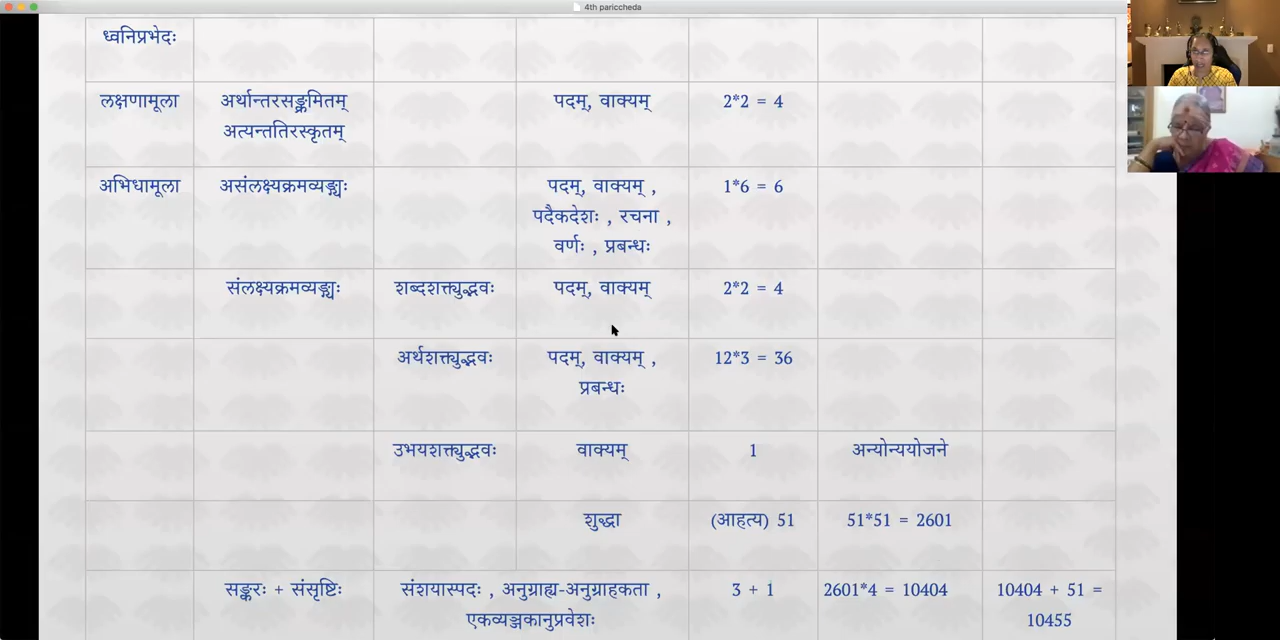 4th pariccheda
ध्वनिप्रभेदः
लक्षणामूला अर्थान्तरसङ्क्रमितम् पदम्, वाक्यम् 2*2 = 4
अत्यन्ततिरस्कृतम्
अभिधामूला असंलक्ष्यक्रमव्यङ्ग्यः पदम्, वाक्यम् , 1*6 = 6
पदैकदेशः , रचना ,
वर्णः , प्रबन्धः
संलक्ष्यक्रमव्यङ्ग्यः शब्दशक्त्युद्भवः पदम्, वाक्यम् 2*2 = 4
अर्थशक्त्युद्भवः पदम्, वाक्यम् , 12*3 = 36
प्रबन्धः
उभयशक्त्युद्भवः वाक्यम् 1 अन्योन्ययोजने
शुद्धा (आहत्य) 51 51*51 = 2601
सङ्करः + संसृष्टिः संशयास्पदः , अनुग्राह्य-अनुग्राहकता , 3 + 1 2601*4 = 10404 10404 + 51 =
एकव्यञ्जकानुप्रवेशः 10455